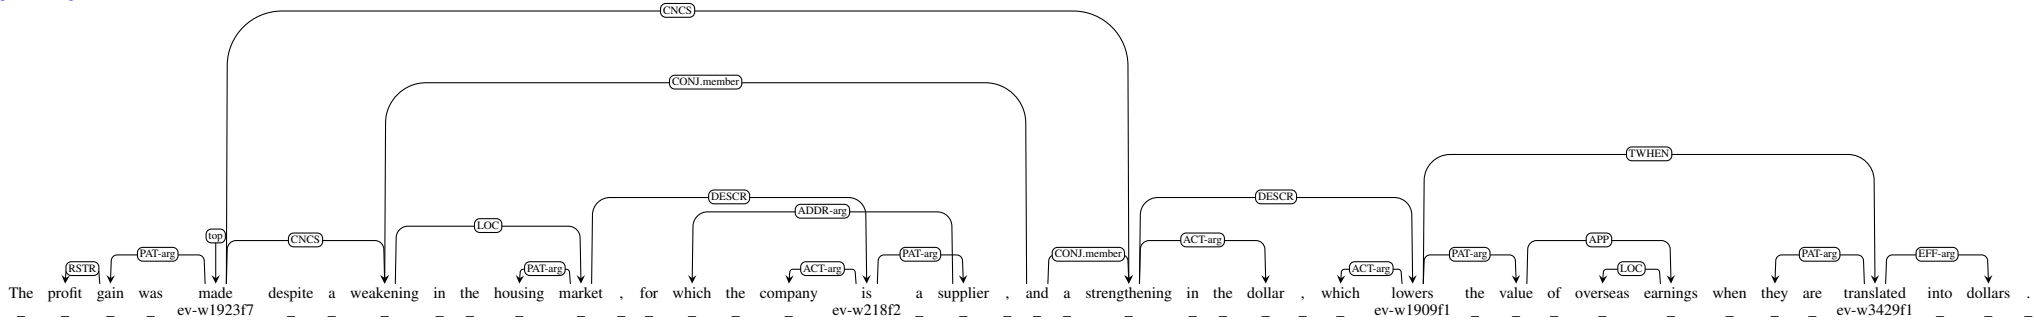 CNCS
CONJ.member
TWHEN
DESCR DESCR
ADDR-arg
LOC
top CNCS ACT-arg APP
PAT-arg PAT-arg CONJ.member PAT-arg PAT-arg EFF-arg
RSTR PAT-arg ACT-arg ACT-arg LOC
The profit gain was made despite a weakening in the housing market , for which the company is a supplier , and a strengthening in the dollar , which lowers the value of overseas earnings when they are translated into dollars .
_ _ _ _ ev-w1923f7 _ _ _ _ _ _ _ _ _ _ _ _ ev-w218f2 _ _ _ _ _ _ _ _ _ _ _ ev-w1909f1 _ _ _ _ _ _ _ _ ev-w3429f1 _ _ _